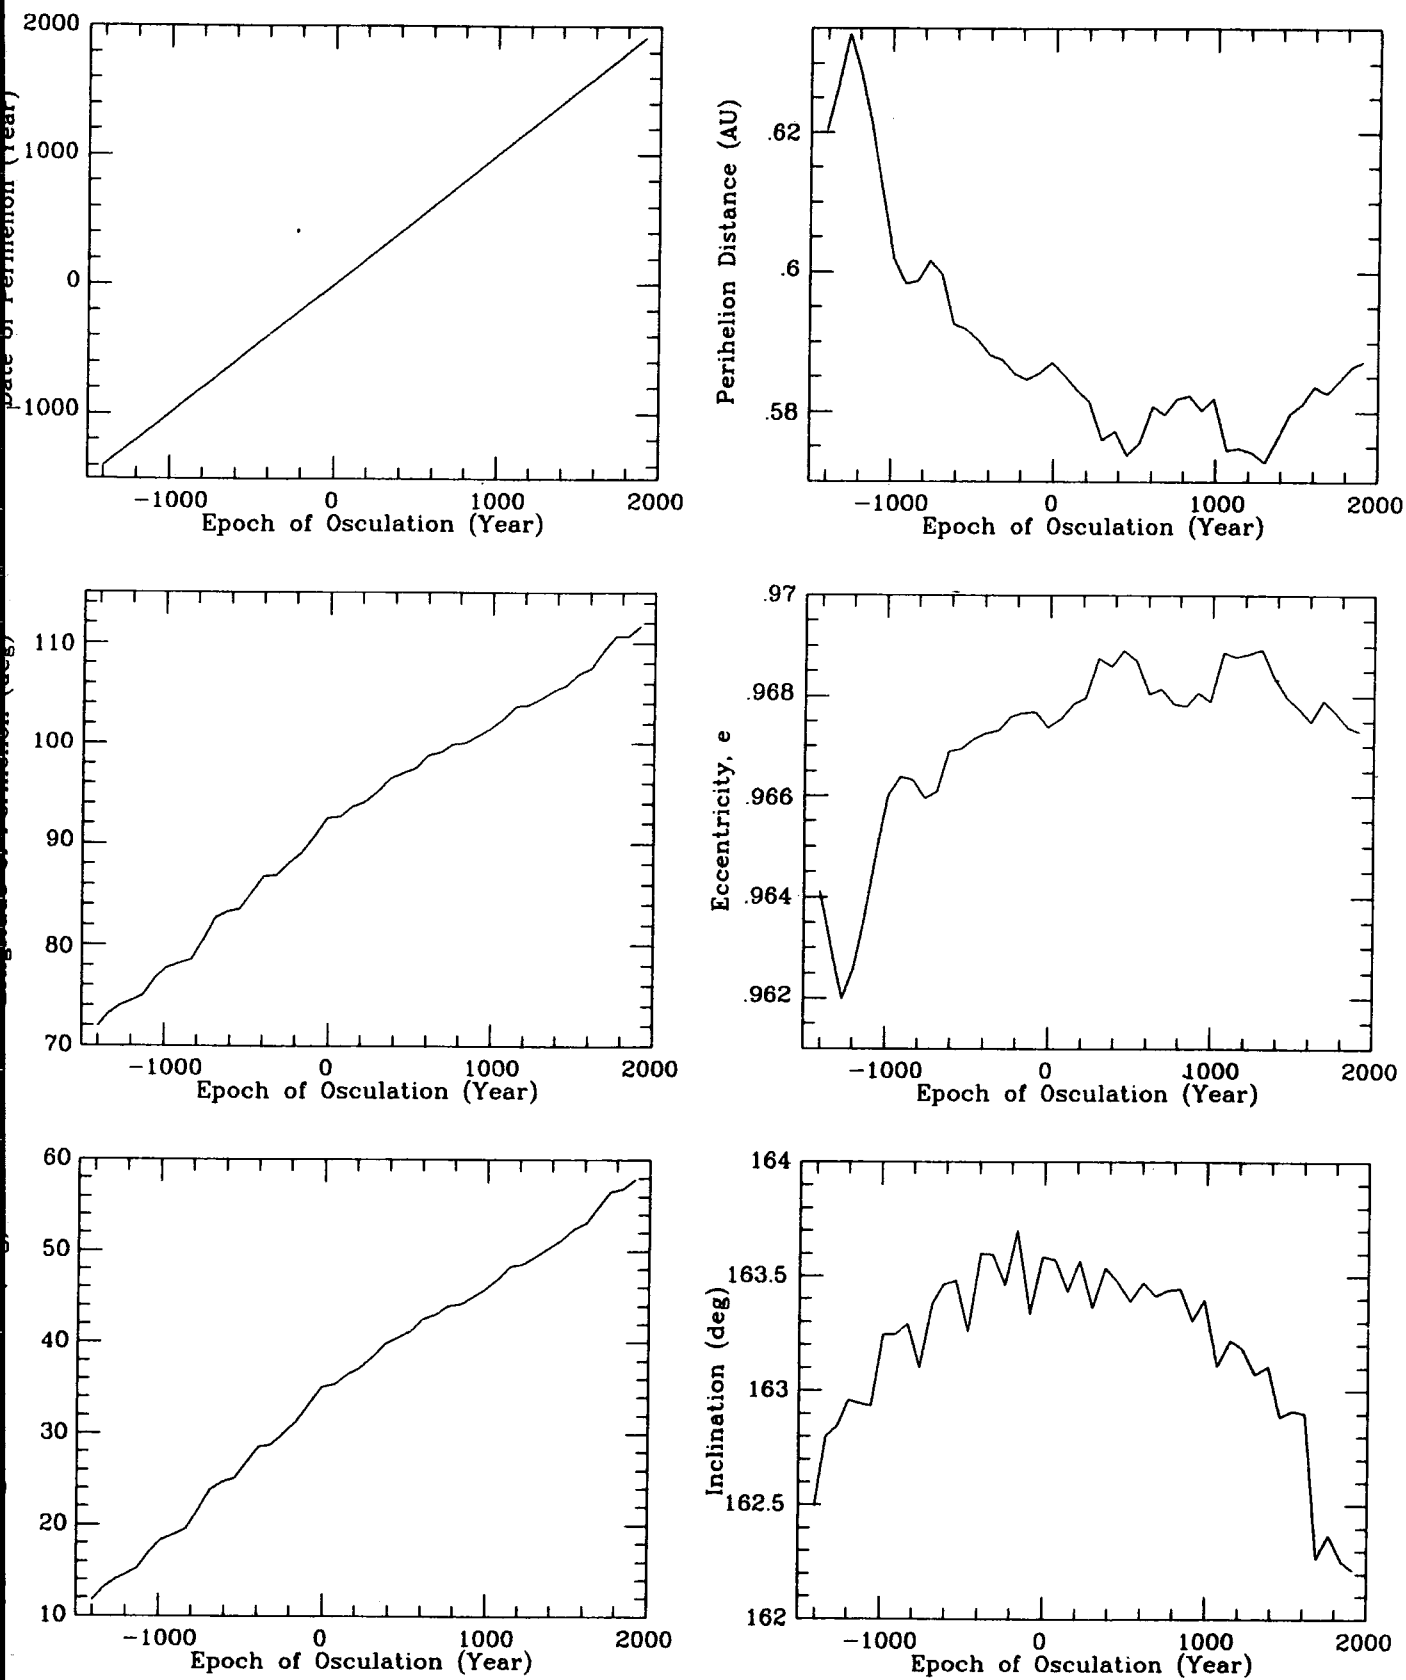 2000
1000
0
-1000
of Perihelion (Year)
-1000 0 1000 2000
Epoch of Osculation (Year)
.62
.6
.58
Perihelion Distance (AU)
-1000 0 1000 2000
Epoch of Osculation (Year)
110
100
90
80
70
(deg)
-1000 0 1000 2000
Epoch of Osculation (Year)
.97
.968
.966
.964
.962
Eccentricity, e
-1000 0 1000 2000
Epoch of Osculation (Year)
60
50
40
30
20
10
-1000 0 1000 2000
Epoch of Osculation (Year)
164
163.5
163
162.5
162
Inclination (deg)
-1000 0 1000 2000
Epoch of Osculation (Year)